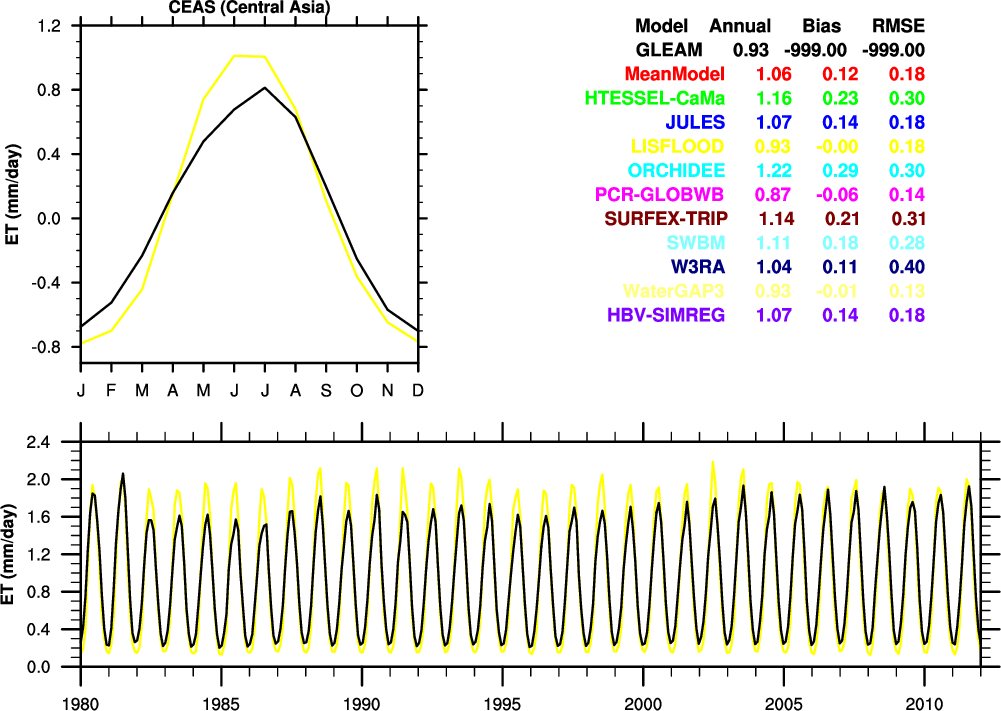 CEAS (Central Asia)
1.2
0.8
0.4
0.0
-0.4
-0.8
ET (mm/day)
J F M A M J J A S O N D
Model Annual Bias RMSE
GLEAM 0.93 -999.00 -999.00
MeanModel 1.06 0.12 0.18
HTESSEL-CaMa 1.16 0.23 0.30
JULES 1.07 0.14 0.18
LISFLOOD 0.93 -0.00 0.18
ORCHIDEE 1.22 0.29 0.30
PCR-GLOBWB 0.87 -0.06 0.14
SURFEX-TRIP 1.14 0.21 0.31
SWBM 1.11 0.18 0.28
W3RA 1.04 0.11 0.40
WaterGAP3 0.93 -0.01 0.13
HBV-SIMREG 1.07 0.14 0.18
2.4
2.0
1.6
1.2
0.8
0.4
0.0
ET (mm/day)
1980 1985 1990 1995 2000 2005 2010